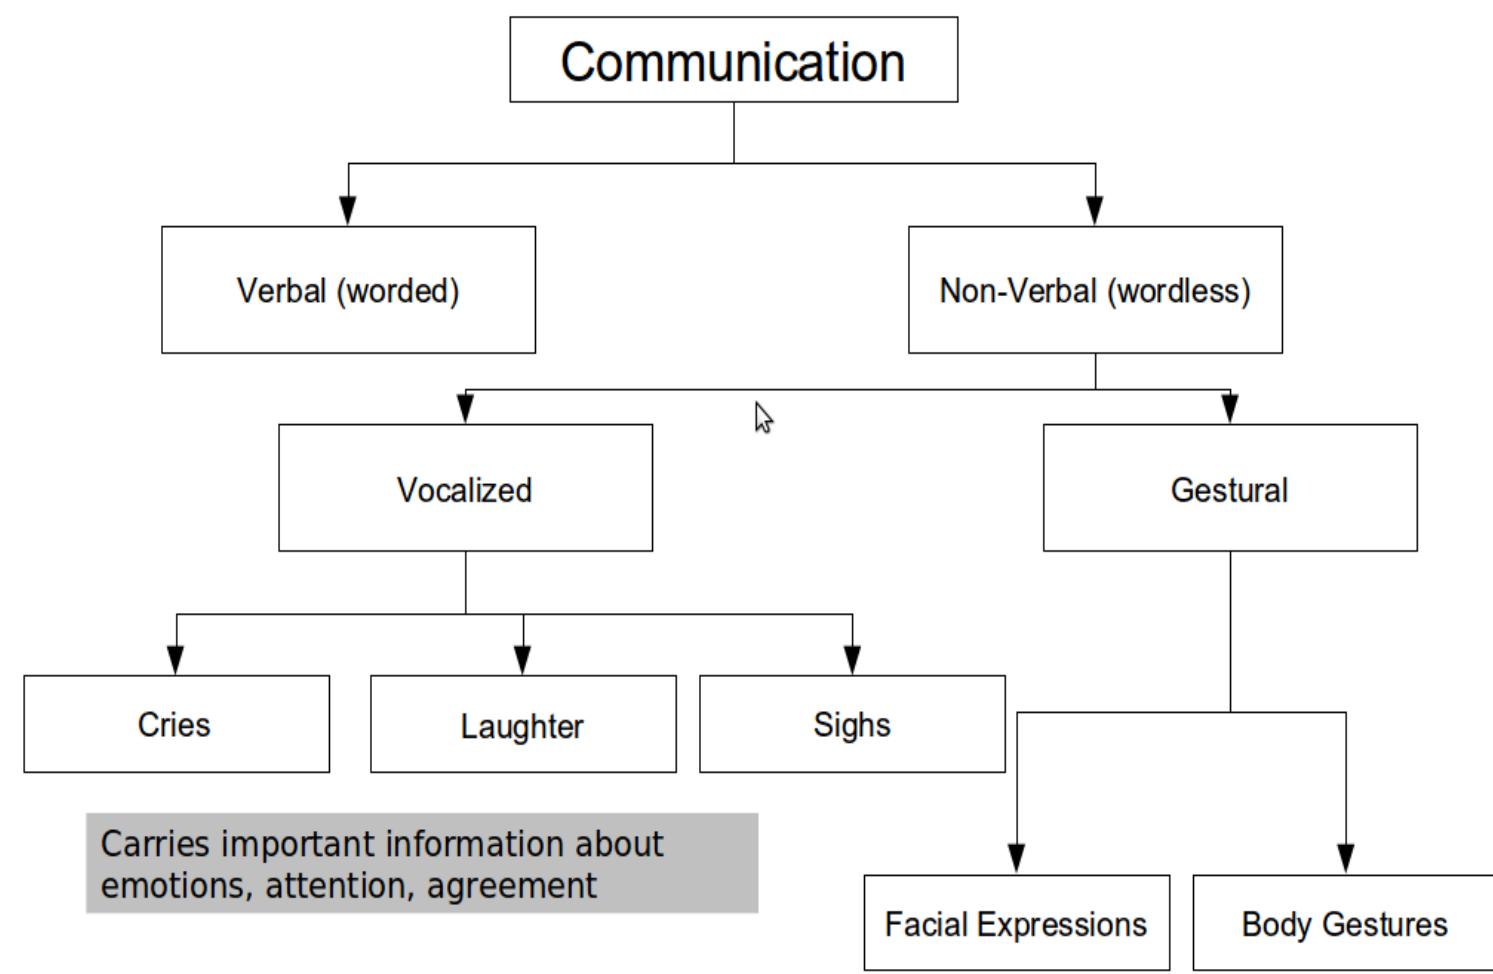 Communication
Verbal (worded)
Non-Verbal (wordless)
Vocalized
Gestural
Cries
Laughter
Sighs
Carries important information about
emotions, attention, agreement
Facial Expressions
Body Gestures